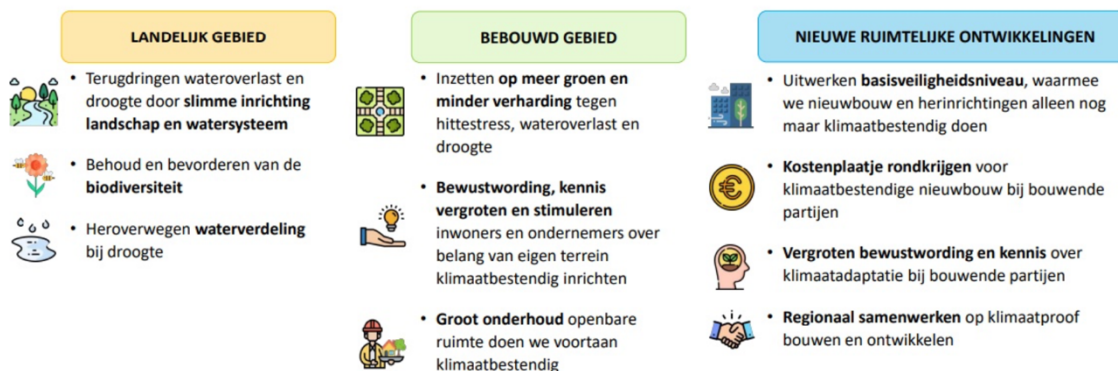 LANDELIJK GEBIED
• Terugdringen wateroverlast en
droogte door slimme inrichting
landschap en watersysteem
• Behoud en bevorderen van de
biodiversiteit
• Heroverwegen waterverdeling
bij droogte
BEBOUWD GEBIED
• Inzetten op meer groen en
minder verharding tegen
hittestress, wateroverlast en
droogte
• Bewustwording, kennis
vergroten en stimuleren
inwoners en ondernemers over
belang van eigen terrein
klimaatbestendig inrichten
• Groot onderhoud openbare
ruimte doen we voortaan
klimaatbestendig
NIEUWE RUIMTELIJKE ONTWIKKELINGEN
• Uitwerken basisveiligheidsniveau, waarmee
we nieuwbouw en herinrichtingen alleen nog
maar klimaatbestendig doen
• Kostenplaatje rondkrijgen voor
klimaatbestendige nieuwbouw bij bouwende
partijen
• Vergroten bewustwording en kennis over
klimaatadaptatie bij bouwende partijen
• Regionaal samenwerken op klimaatproof
bouwen en ontwikkelen